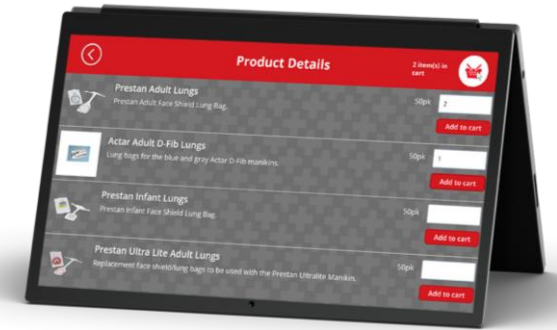 Product Details
2 item(s) in
cart
Prestan Adult Lungs
Prestan Adult Face Shield Lung Bag.
50pk
2
Add to cart
Actar Adult D-Fib Lungs
Lung bags for the blue and gray Actar D-Fib manikins.
50pk
1
Add to cart
Prestan Infant Lungs
Prestan Infant Face Shield Lung Bag.
50pk
Add to cart
Prestan Ultra Lite Adult Lungs
Replacement face shield/lung bags to be used with the Prestan Ultralite Manikin.
50pk
Add to cart